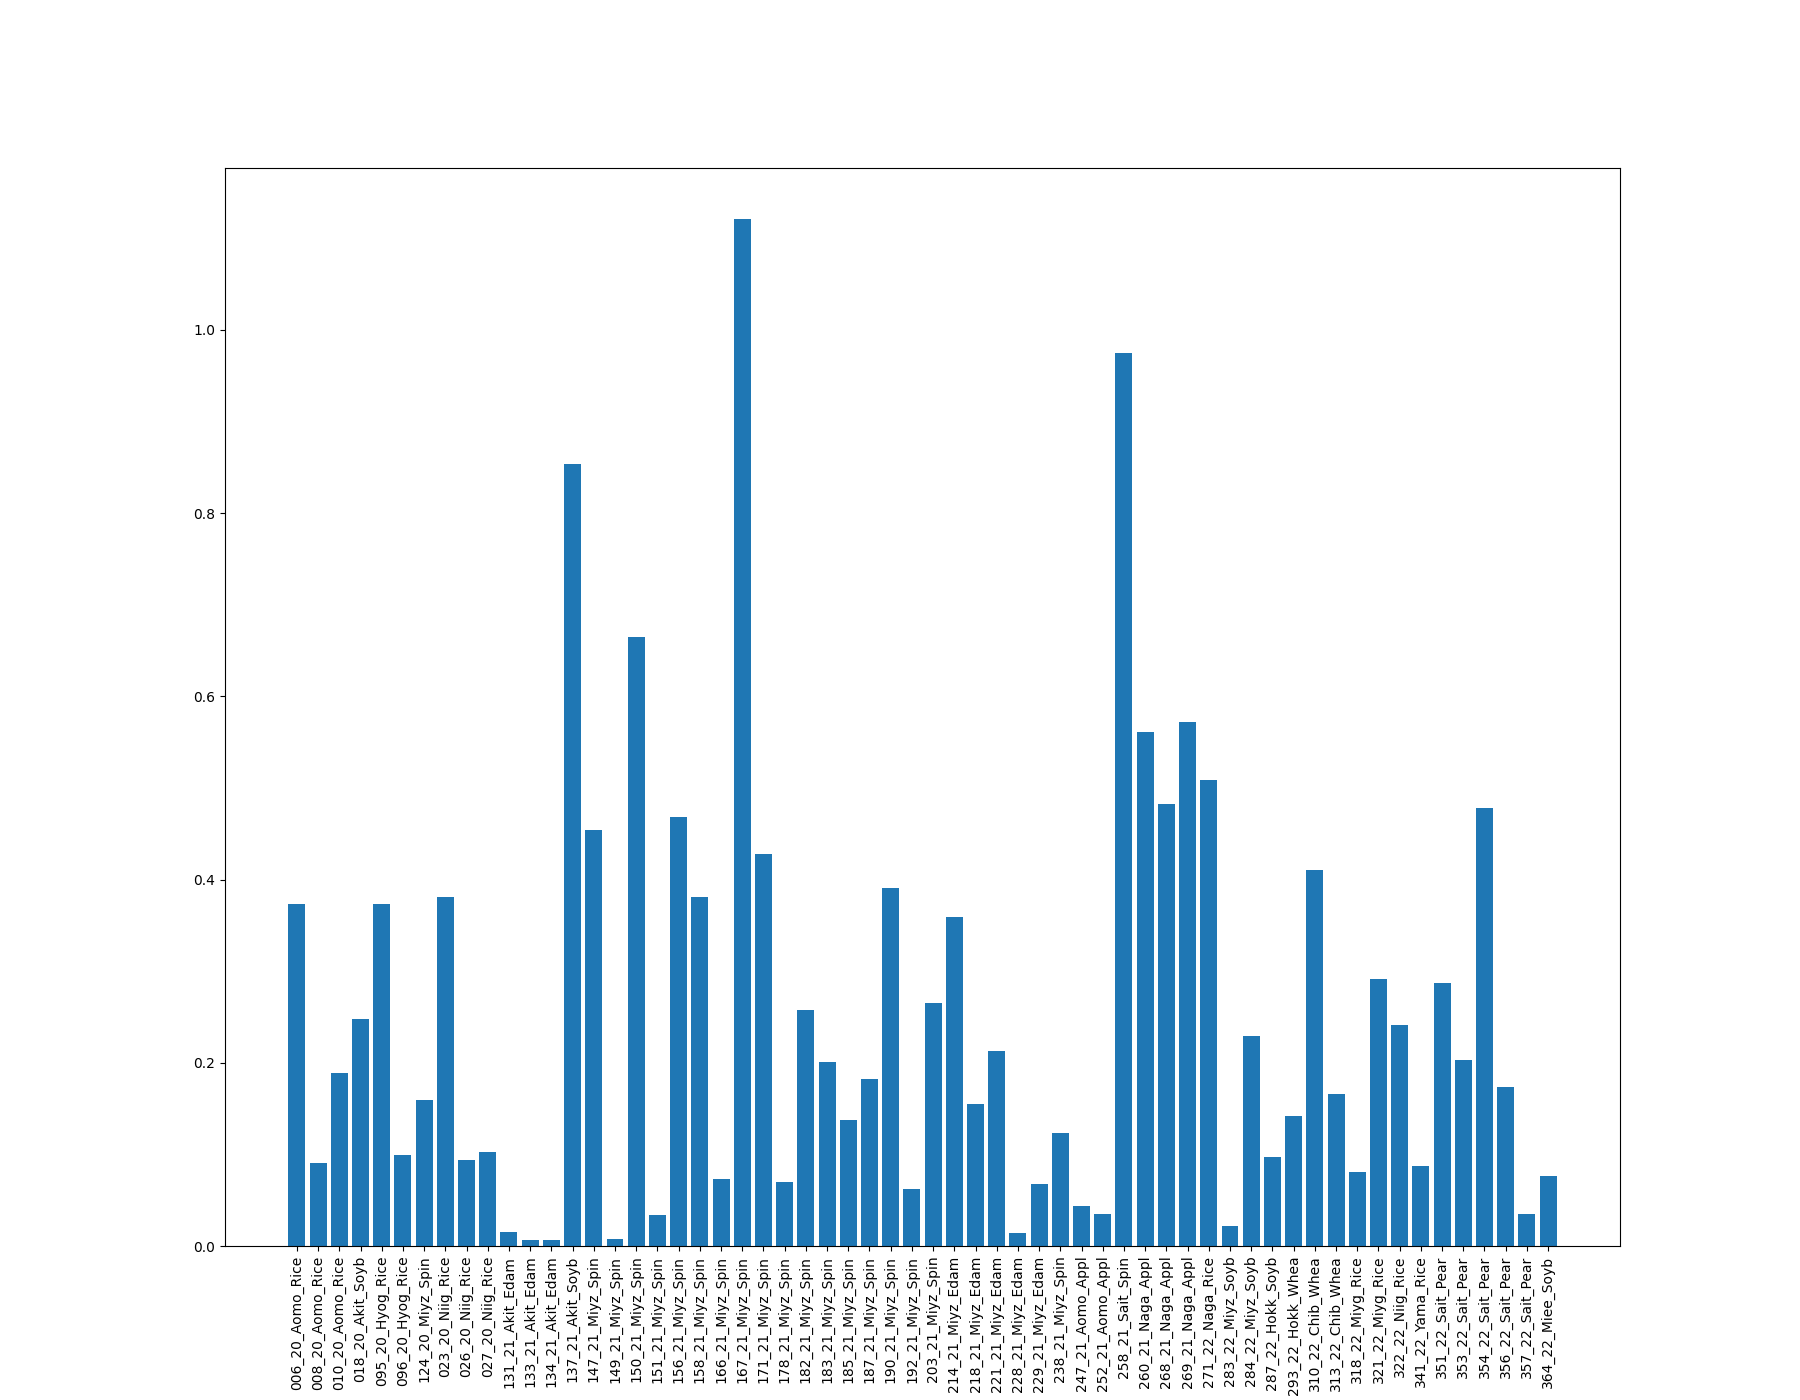 1.0
0.8
0.6
0.4
0.2
0.0
006_20_Aomo_Rice
008_20_Aomo_Rice
010_20_Aomo_Rice
018_20_Akit_Soyb
095_20_Hyog_Rice
096_20_Hyog_Rice
124_20_Miyz_Spin
023_20_Niig_Rice
026_20_Niig_Rice
027_20_Niig_Rice
131_21_Akit_Edam
133_21_Akit_Edam
134_21_Akit_Edam
137_21_Akit_Soyb
147_21_Miyz_Spin
149_21_Miyz_Spin
150_21_Miyz_Spin
151_21_Miyz_Spin
156_21_Miyz_Spin
158_21_Miyz_Spin
166_21_Miyz_Spin
167_21_Miyz_Spin
171_21_Miyz_Spin
178_21_Miyz_Spin
182_21_Miyz_Spin
183_21_Miyz_Spin
185_21_Miyz_Spin
187_21_Miyz_Spin
190_21_Miyz_Spin
192_21_Miyz_Spin
203_21_Miyz_Spin
214_21_Miyz_Edam
218_21_Miyz_Edam
221_21_Miyz_Edam
228_21_Miyz_Edam
229_21_Miyz_Edam
238_21_Miyz_Spin
247_21_Aomo_Appl
252_21_Aomo_Appl
258_21_Sait_Spin
260_21_Naga_Appl
268_21_Naga_Appl
269_21_Naga_Appl
271_22_Naga_Rice
283_22_Miyz_Soyb
284_22_Miyz_Soyb
287_22_Hokk_Soyb
293_22_Hokk_Whea
310_22_Chib_Whea
313_22_Chib_Whea
318_22_Miyg_Rice
321_22_Miyg_Rice
322_22_Niig_Rice
341_22_Yama_Rice
351_22_Sait_Pear
353_22_Sait_Pear
354_22_Sait_Pear
356_22_Sait_Pear
357_22_Sait_Pear
364_22_Miee_Soyb